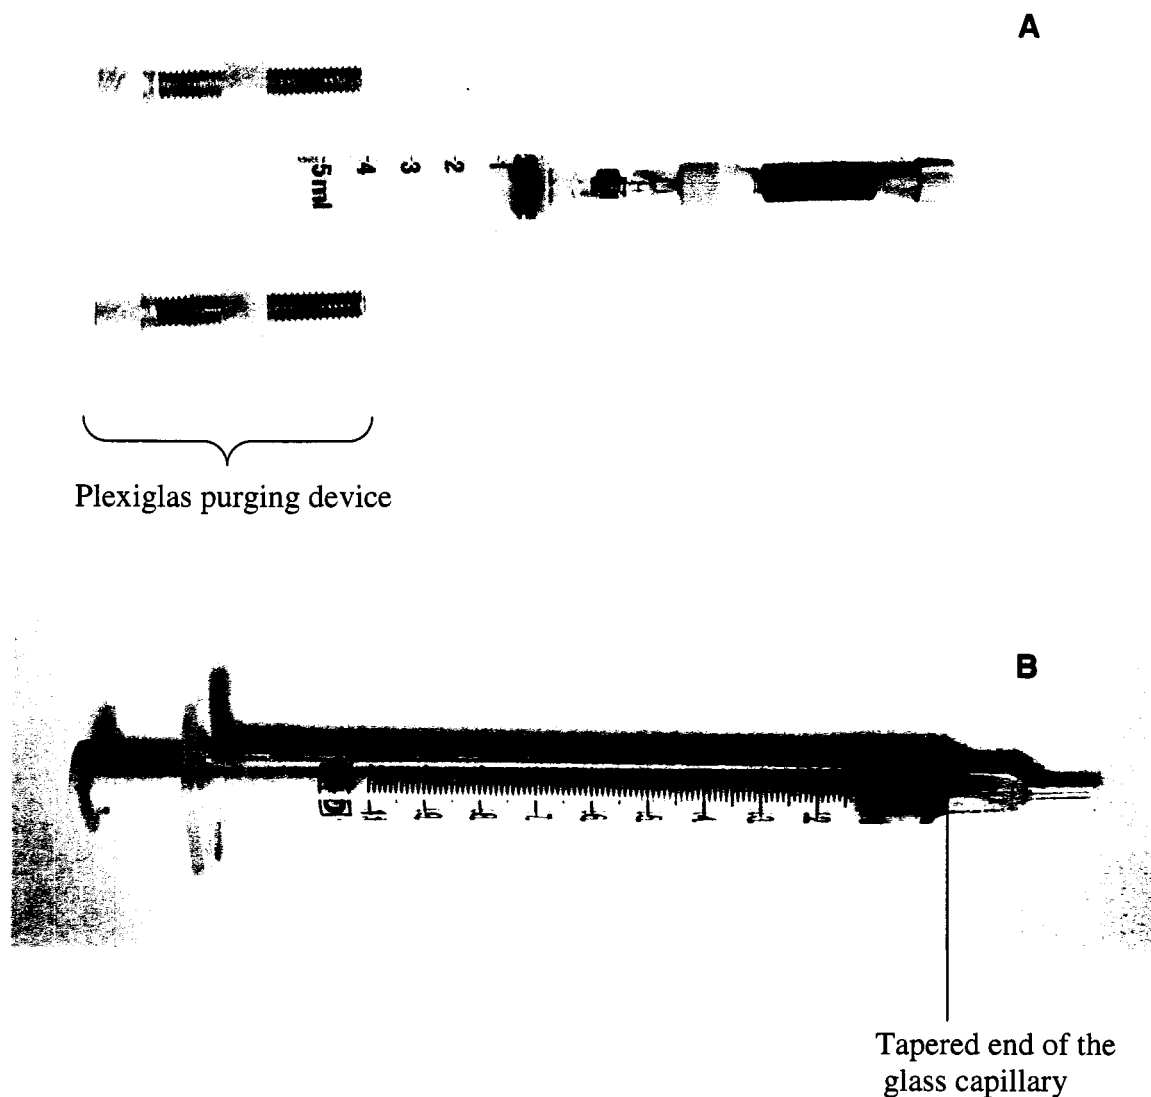 A
5ml
4
3
2
Plexiglas purging device
B
Tapered end of the
glass capillary